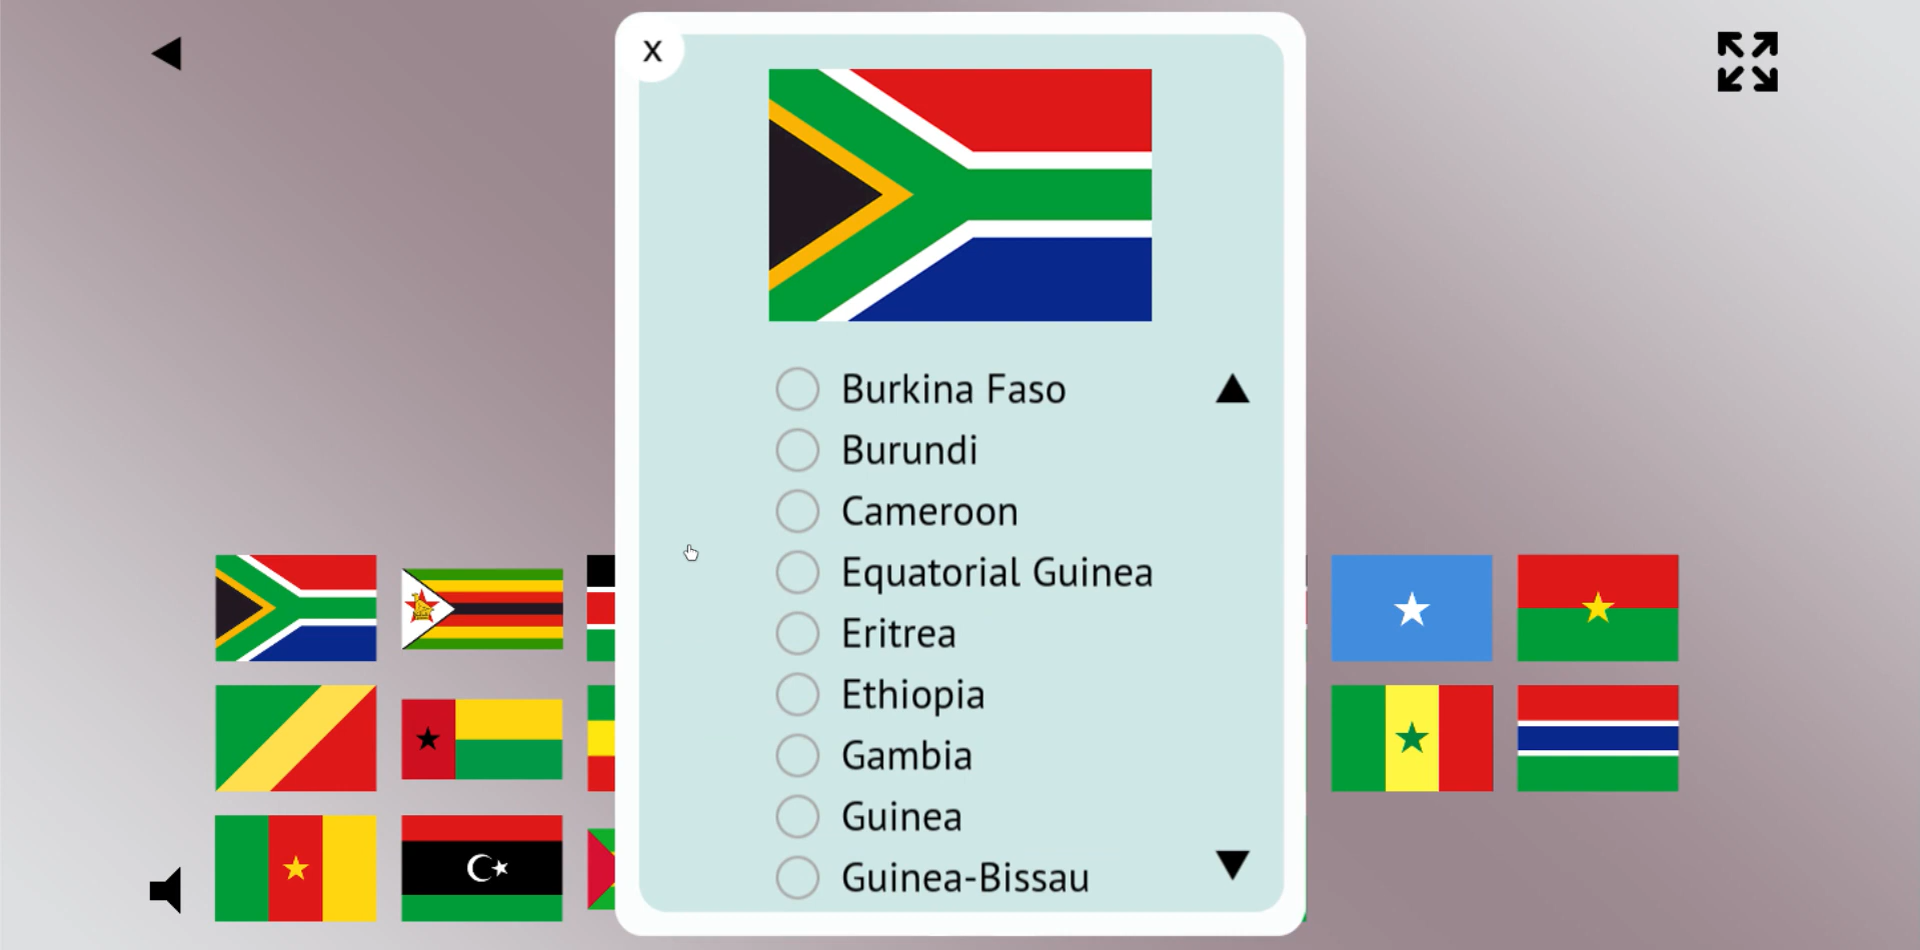 x
Burkina Faso
Burundi
Cameroon
Equatorial Guinea
Eritrea
Ethiopia
Gambia
Guinea
Guinea-Bissau